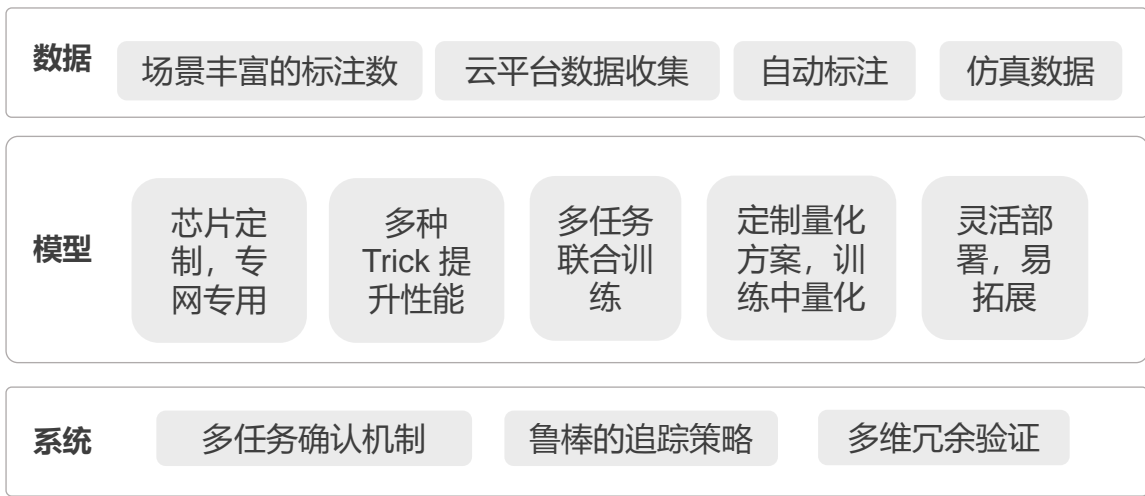 数据
场景丰富的标注数
云平台数据收集
自动标注
仿真数据
模型
芯片定
制，专
网专用
多种
Trick 提
升性能
多任务
联合训
练
定制量化
方案，训
练中量化
灵活部
署，易
拓展
系统
多任务确认机制
鲁棒的追踪策略
多维冗余验证